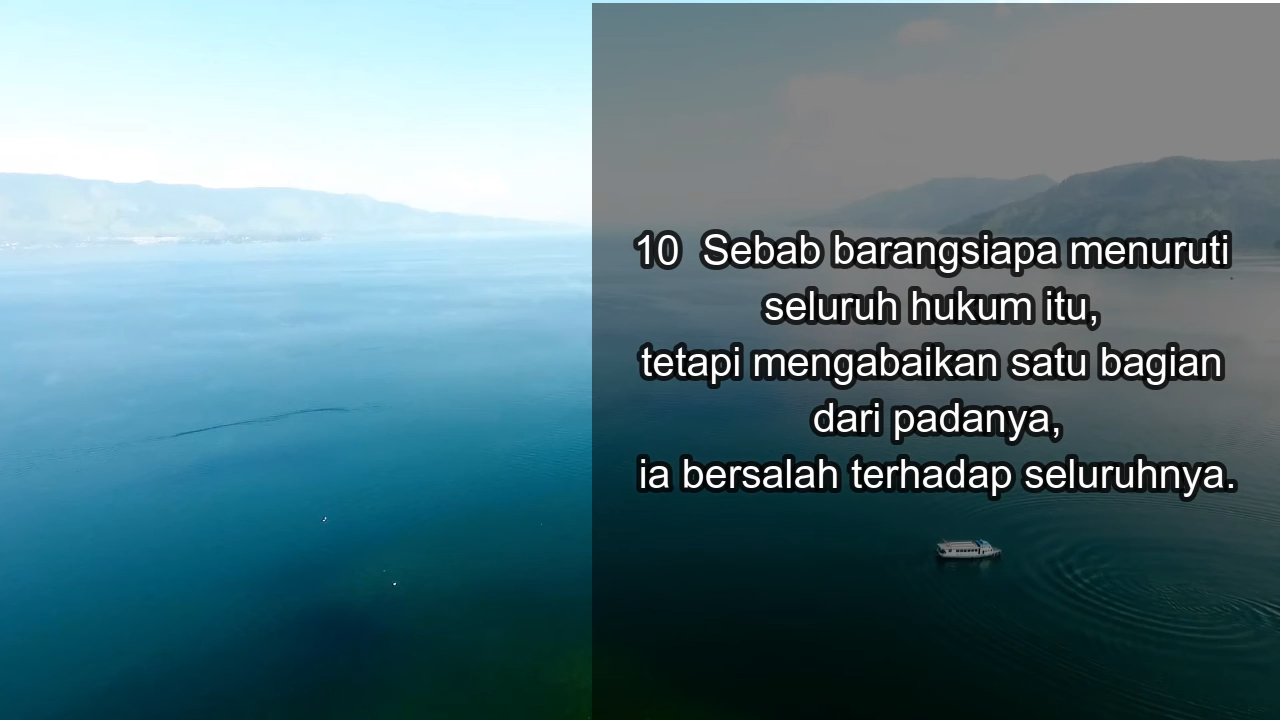 10  Sebab barangsiapa menuruti
seluruh hukum itu,
tetapi mengabaikan satu bagian
dari padanya,
ia bersalah terhadap seluruhnya.